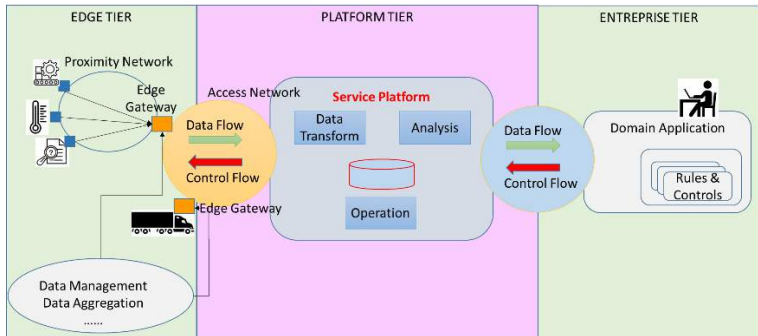 EDGE TIER
PLATFORM TIER
ENTREPRISE TIER
Proximity Network
Edge
Gateway
Access Network
Service Platform
Data
Transform
Analysis
Operation
Data Flow
Control Flow
Data Flow
Control Flow
Domain Application
Rules &
Controls
Edge Gateway
Data Management
Data Aggregation
......
?